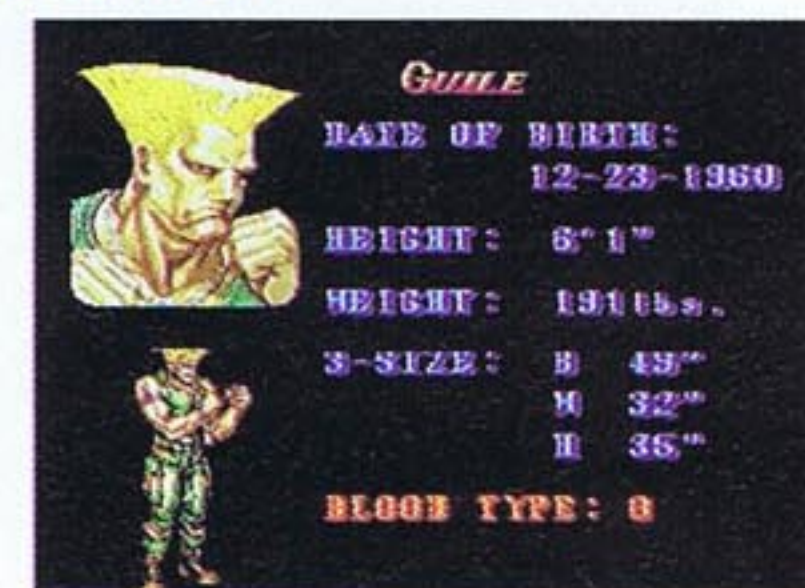 GUILE
DATE OF BIRTH:
12-23-1960
HEIGHT: 6' 1"
WEIGHT: 191 lbs.
3-SIZE: B 49"
W 32"
H 35"
BLOOD TYPE: O